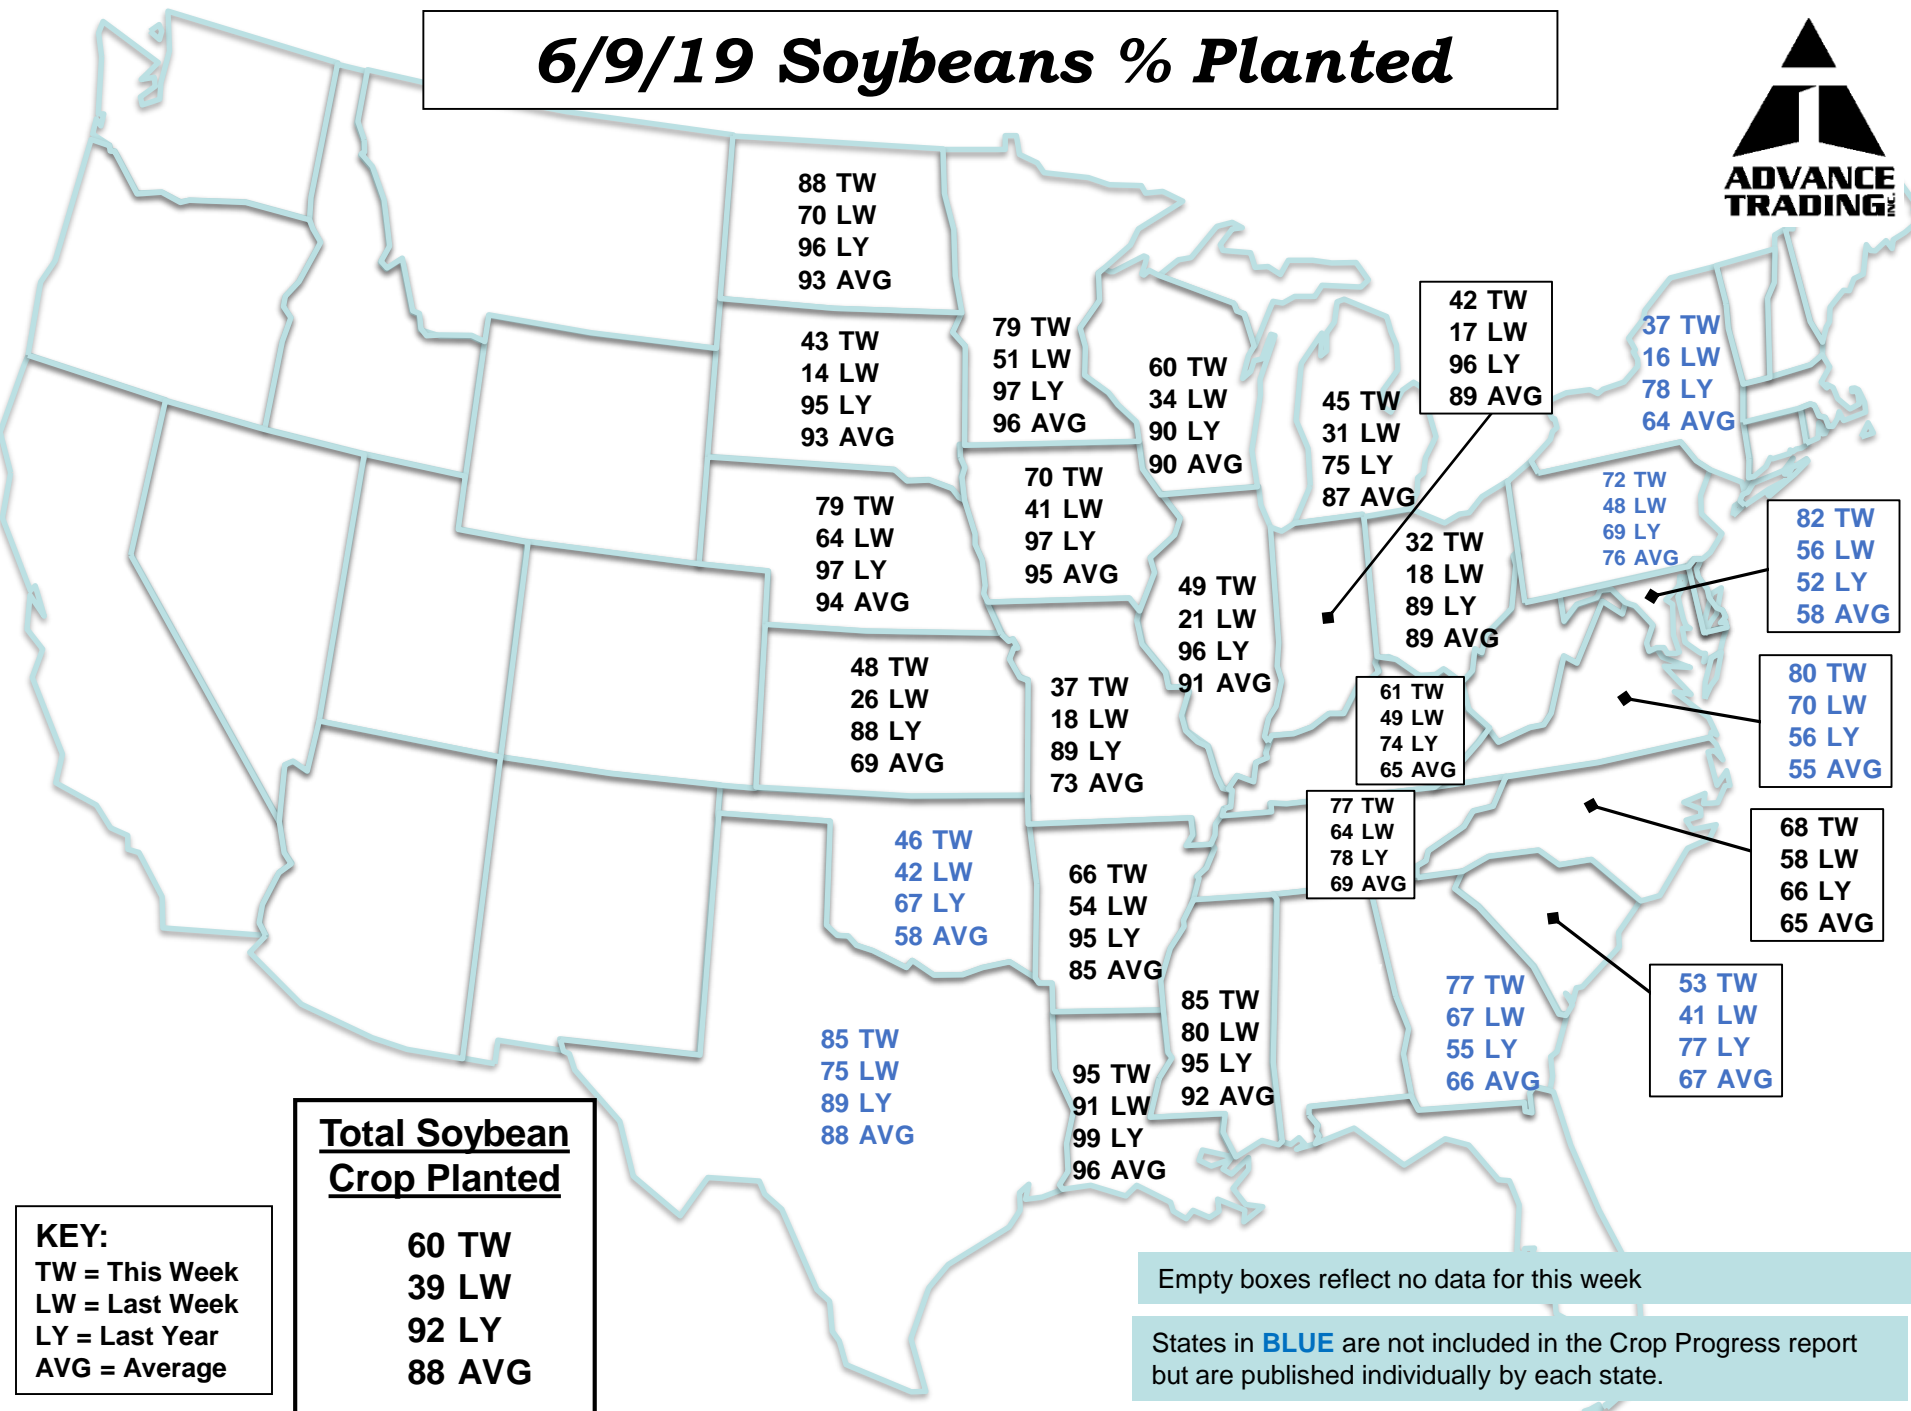 6/9/19 Soybeans % Planted
ADVANCE
TRADING INC.
88 TW
70 LW
96 LY
93 AVG
43 TW
14 LW
95 LY
93 AVG
79 TW
51 LW
97 LY
96 AVG
60 TW
34 LW
90 LY
90 AVG
45 TW
31 LW
75 LY
87 AVG
42 TW
17 LW
96 LY
89 AVG
37 TW
16 LW
78 LY
64 AVG
79 TW
64 LW
97 LY
94 AVG
70 TW
41 LW
97 LY
95 AVG
49 TW
21 LW
96 LY
91 AVG
32 TW
18 LW
89 LY
89 AVG
72 TW
48 LW
69 LY
76 AVG
82 TW
56 LW
52 LY
58 AVG
48 TW
26 LW
88 LY
69 AVG
37 TW
18 LW
89 LY
73 AVG
61 TW
49 LW
74 LY
65 AVG
80 TW
70 LW
56 LY
55 AVG
46 TW
42 LW
67 LY
58 AVG
66 TW
54 LW
95 LY
85 AVG
77 TW
64 LW
78 LY
69 AVG
68 TW
58 LW
66 LY
65 AVG
85 TW
75 LW
89 LY
88 AVG
95 TW
91 LW
99 LY
96 AVG
85 TW
80 LW
95 LY
92 AVG
77 TW
67 LW
55 LY
66 AVG
53 TW
41 LW
77 LY
67 AVG
KEY:
TW = This Week
LW = Last Week
LY = Last Year
AVG = Average
Total Soybean
Crop Planted
60 TW
39 LW
92 LY
88 AVG
Empty boxes reflect no data for this week
States in BLUE are not included in the Crop Progress report
but are published individually by each state.